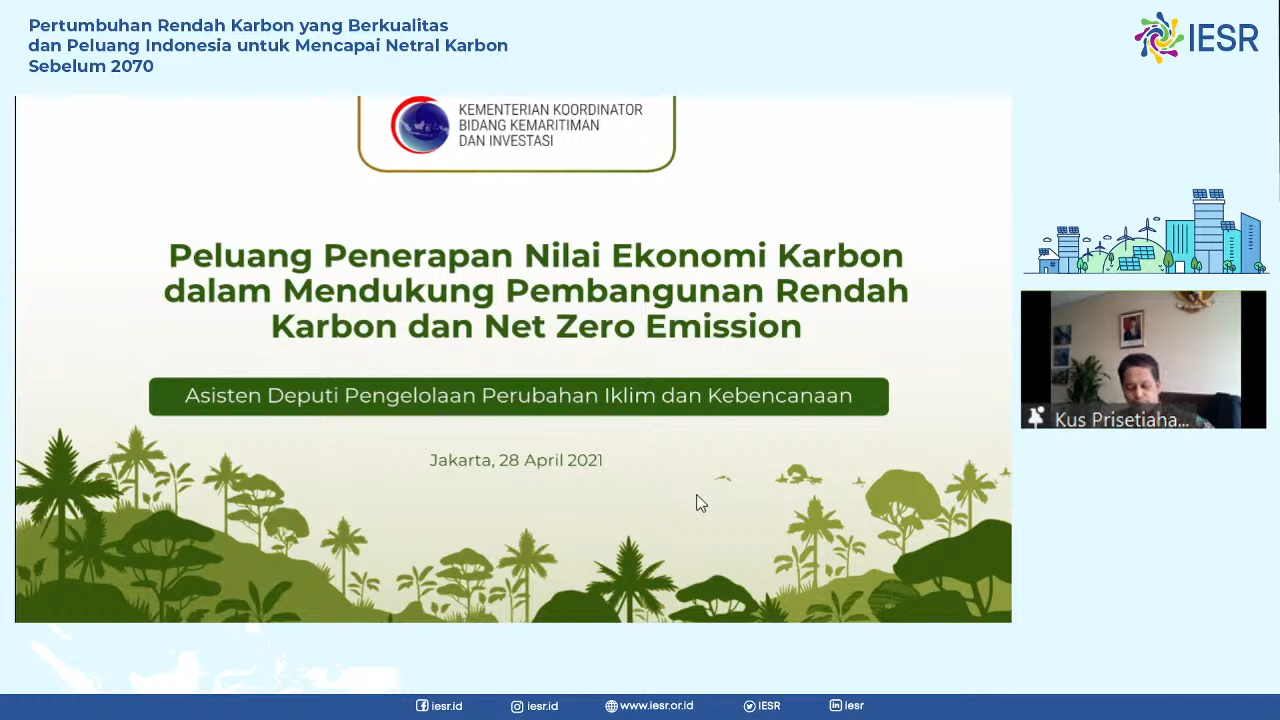 Pertumbuhan Rendah Karbon yang Berkualitas
dan Peluang Indonesia untuk Mencapai Netral Karbon
Sebelum 2070
IESR
KEMENTERIAN KOORDINATOR
BIDANG KEMARITIMAN
DAN INVESTASI
Peluang Penerapan Nilai Ekonomi Karbon
dalam Mendukung Pembangunan Rendah
Karbon dan Net Zero Emission
Asisten Deputi Pengelolaan Perubahan Iklim dan Kebencanaan
Jakarta, 28 April 2021
Kus Prisetiaha...
iesr.id
iesr.id
www.iesr.or.id
IESR
iesr